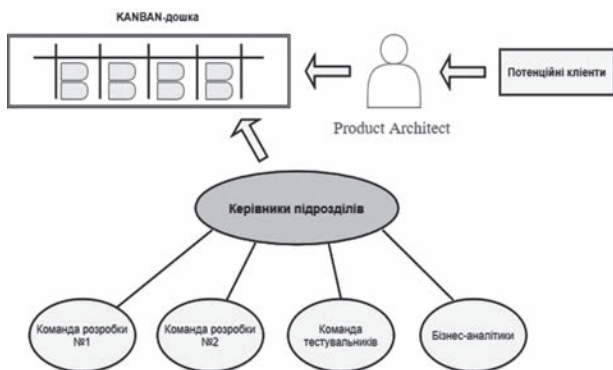 KANBAN-дошка
Потенційні клієнти
Product Architect
Керівники підрозділів
Команда розробки
№1
Команда розробки
№2
Команда
тестувальників
Бізнес-аналітики